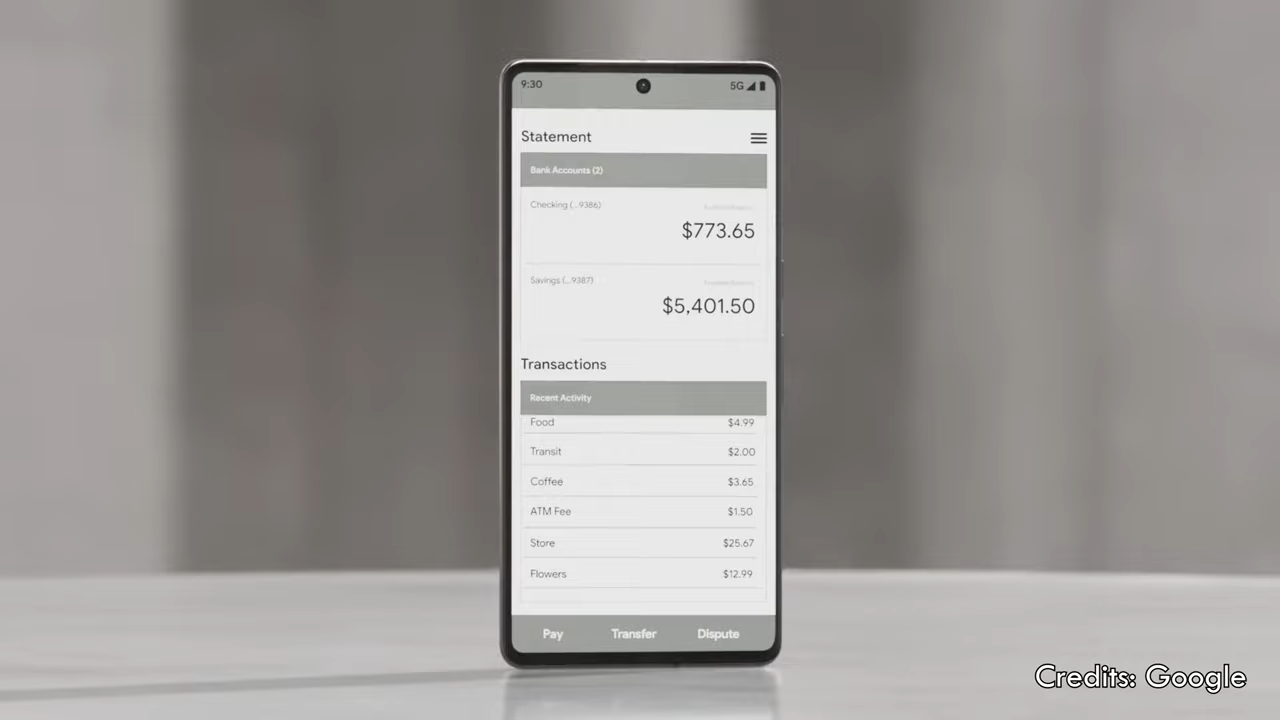 9:30 5G
Statement
Bank Accounts (2)
Checking (...9386)
$773.65
Savings (...9387)
$5,401.50
Transactions
Recent Activity
Food $4.99
Transit $2.00
Coffee $3.65
ATM Fee $1.50
Store $25.67
Flowers $12.99
Pay Transfer Dispute
Credits: Google